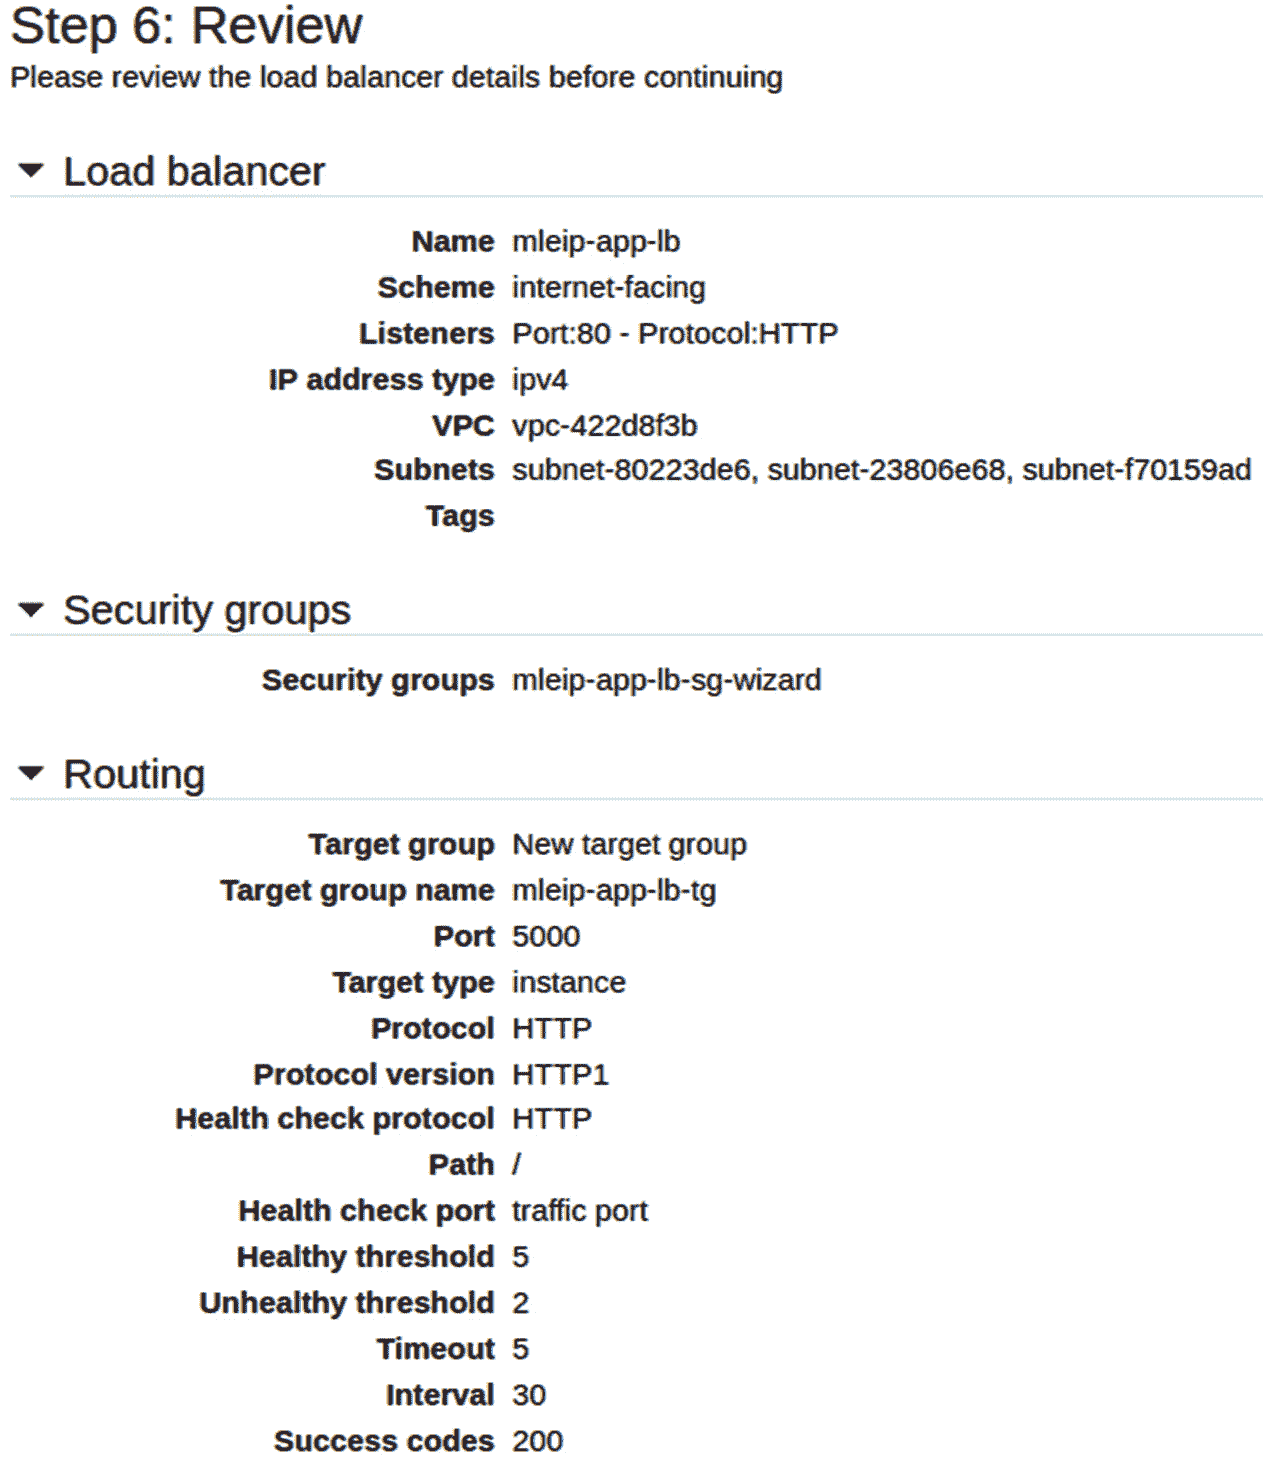 Step 6: Review
Please review the load balancer details before continuing
Load balancer
Name mleip-app-lb
Scheme internet-facing
Listeners Port:80 - Protocol:HTTP
IP address type ipv4
VPC vpc-422d8f3b
Subnets subnet-80223de6, subnet-23806e68, subnet-f70159ad
Tags
Security groups
Security groups mleip-app-lb-sg-wizard
Routing
Target group New target group
Target group name mleip-app-lb-tg
Port 5000
Target type instance
Protocol HTTP
Protocol version HTTP1
Health check protocol HTTP
Path /
Health check port traffic port
Healthy threshold 5
Unhealthy threshold 2
Timeout 5
Interval 30
Success codes 200